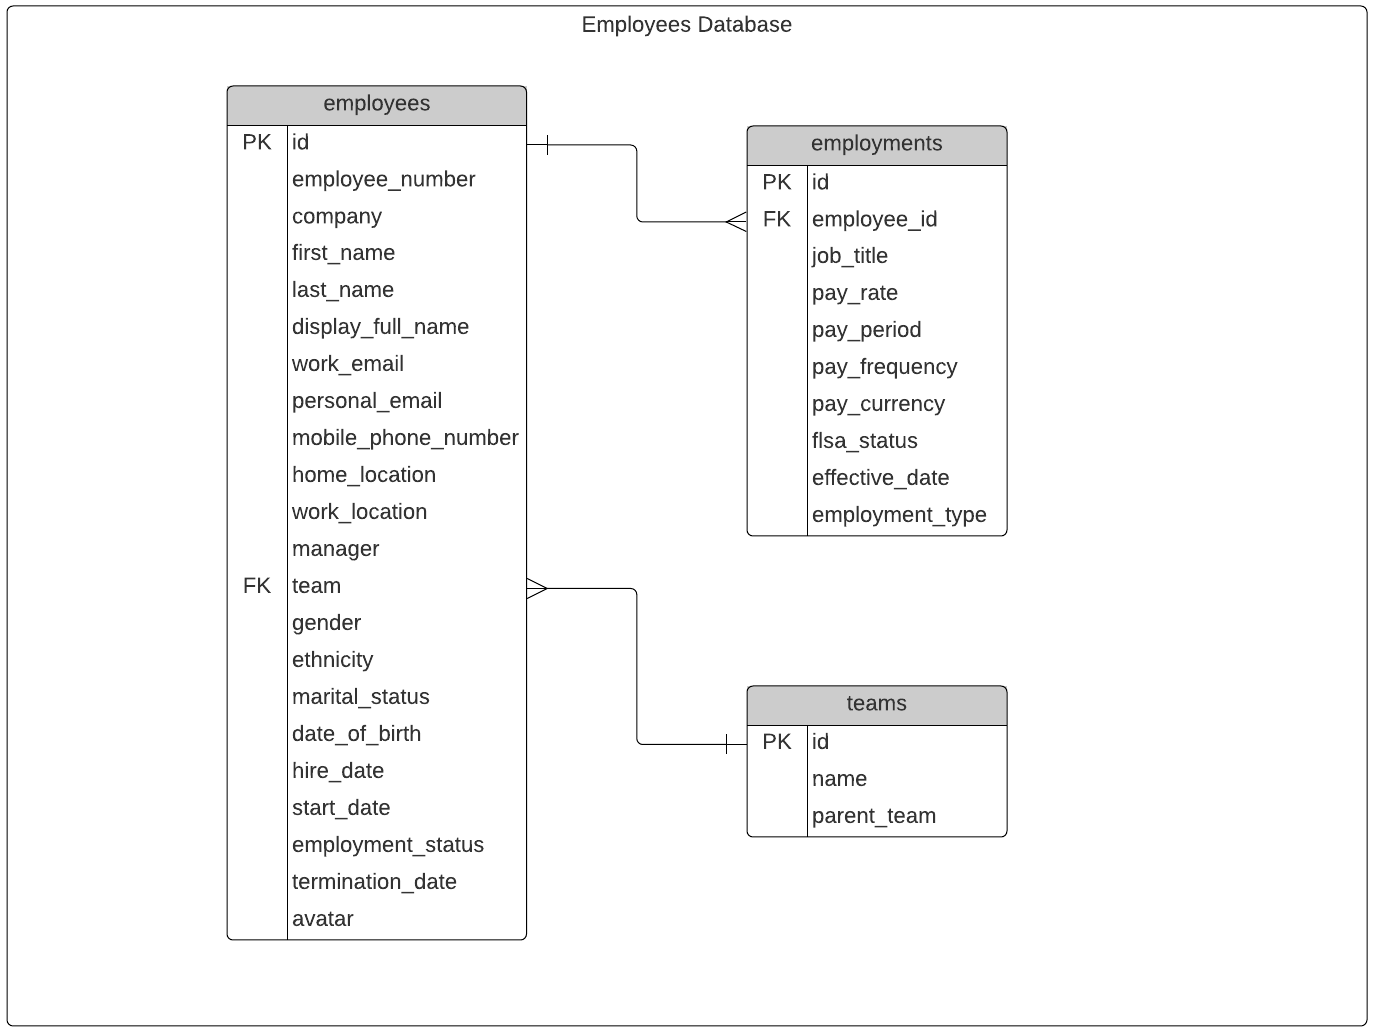 Employees Database
employees
PK id
employee_number
company
first_name
last_name
display_full_name
work_email
personal_email
mobile_phone_number
home_location
work_location
manager
FK team
gender
ethnicity
marital_status
date_of_birth
hire_date
start_date
employment_status
termination_date
avatar
employments
PK id
FK employee_id
job_title
pay_rate
pay_period
pay_frequency
pay_currency
flsa_status
effective_date
employment_type
teams
PK id
name
parent_team